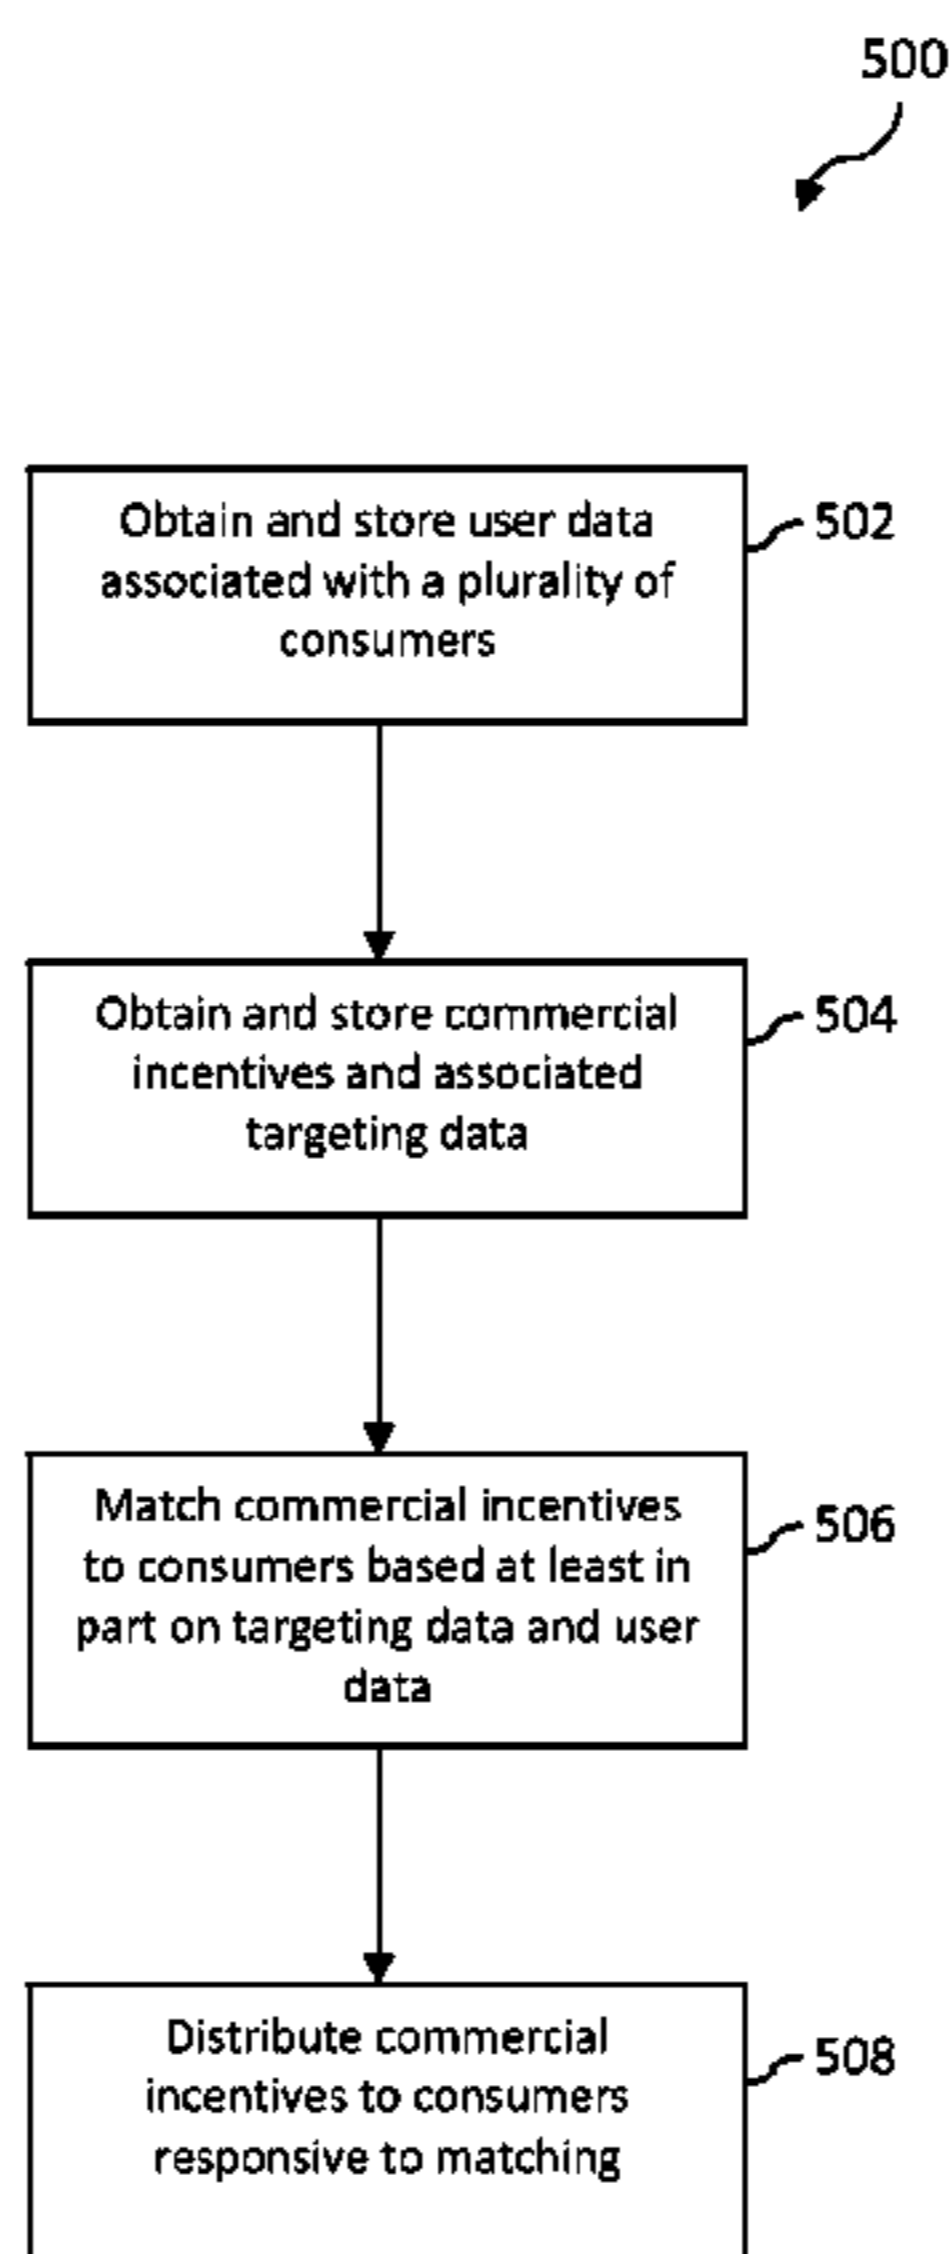 500
Obtain and store user data
associated with a plurality of
consumers
502
Obtain and store commercial
incentives and associated
targeting data
504
Match commercial incentives
to consumers based at least in
part on targeting data and user
data
506
Distribute commercial
incentives to consumers
responsive to matching
508